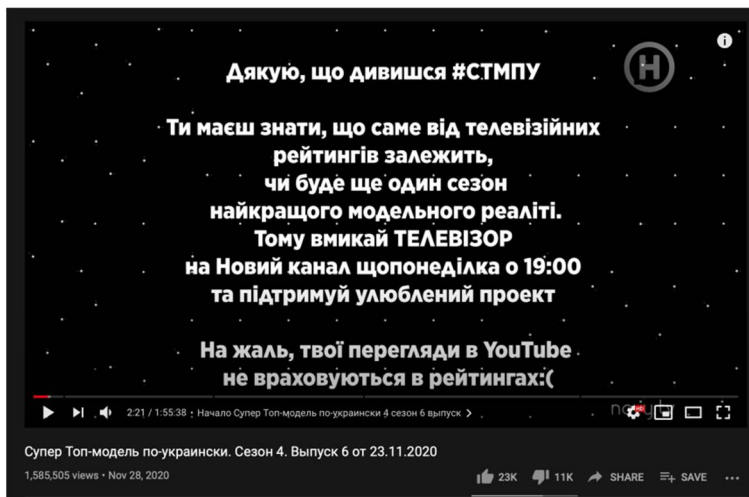 H
Дякую, що дивишся #СТМПУ
Ти маєш знати, що саме від телевізійних
рейтингів залежить,
чи буде ще один сезон
найкращого модельного реаліті.
Тому вмикай ТЕЛЕВІЗОР
на Новий канал щопонеділка о 19:00
та підтримуй улюблений проект
На жаль, твої перегляди в YouTube
не враховуються в рейтингах:(
2:21 / 1:55:38 • Начало Супер Топ-модель по-украински 4 сезон 6 выпуск
HD
Супер Топ-модель по-украински. Сезон 4. Выпуск 6 от 23.11.2020
1,585,505 views • Nov 28, 2020
23K 11K SHARE SAVE